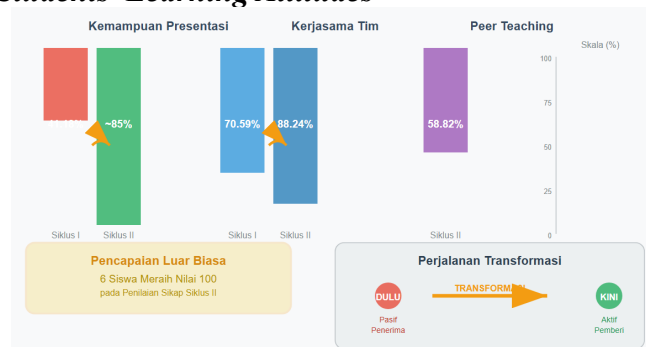 Students' Learning Attitudes
Kemampuan Presentasi
Kerjasama Tim
Peer Teaching
Skala (%)
100
75
50
25
0
~85%
70.59%
88.24%
58.82%
Siklus I
Siklus II
Siklus I
Siklus II
Siklus II
Pencapaian Luar Biasa
6 Siswa Meraih Nilai 100
pada Penilaian Sikap Siklus II
Perjalanan Transformasi
DULU
TRANSFORMASI
KINI
Pasif
Penerima
Aktif
Pemberi